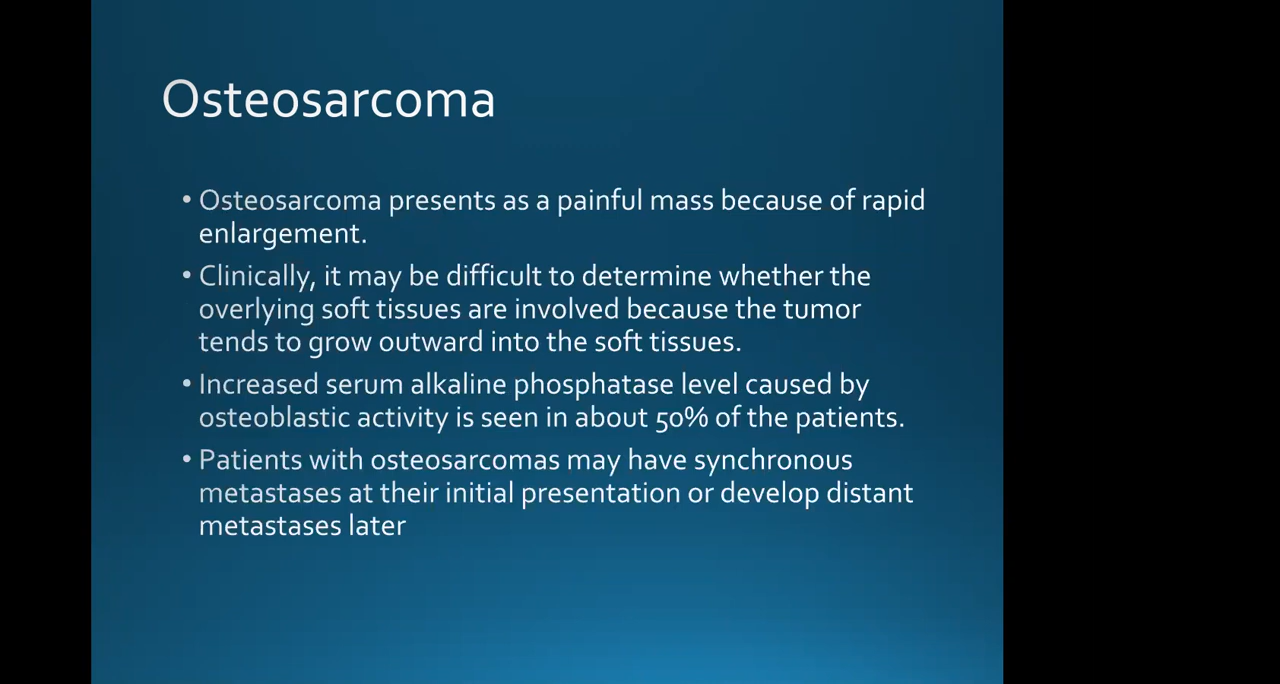 Osteosarcoma
• Osteosarcoma presents as a painful mass because of rapid
enlargement.
• Clinically, it may be difficult to determine whether the
overlying soft tissues are involved because the tumor
tends to grow outward into the soft tissues.
• Increased serum alkaline phosphatase level caused by
osteoblastic activity is seen in about 50% of the patients.
• Patients with osteosarcomas may have synchronous
metastases at their initial presentation or develop distant
metastases later